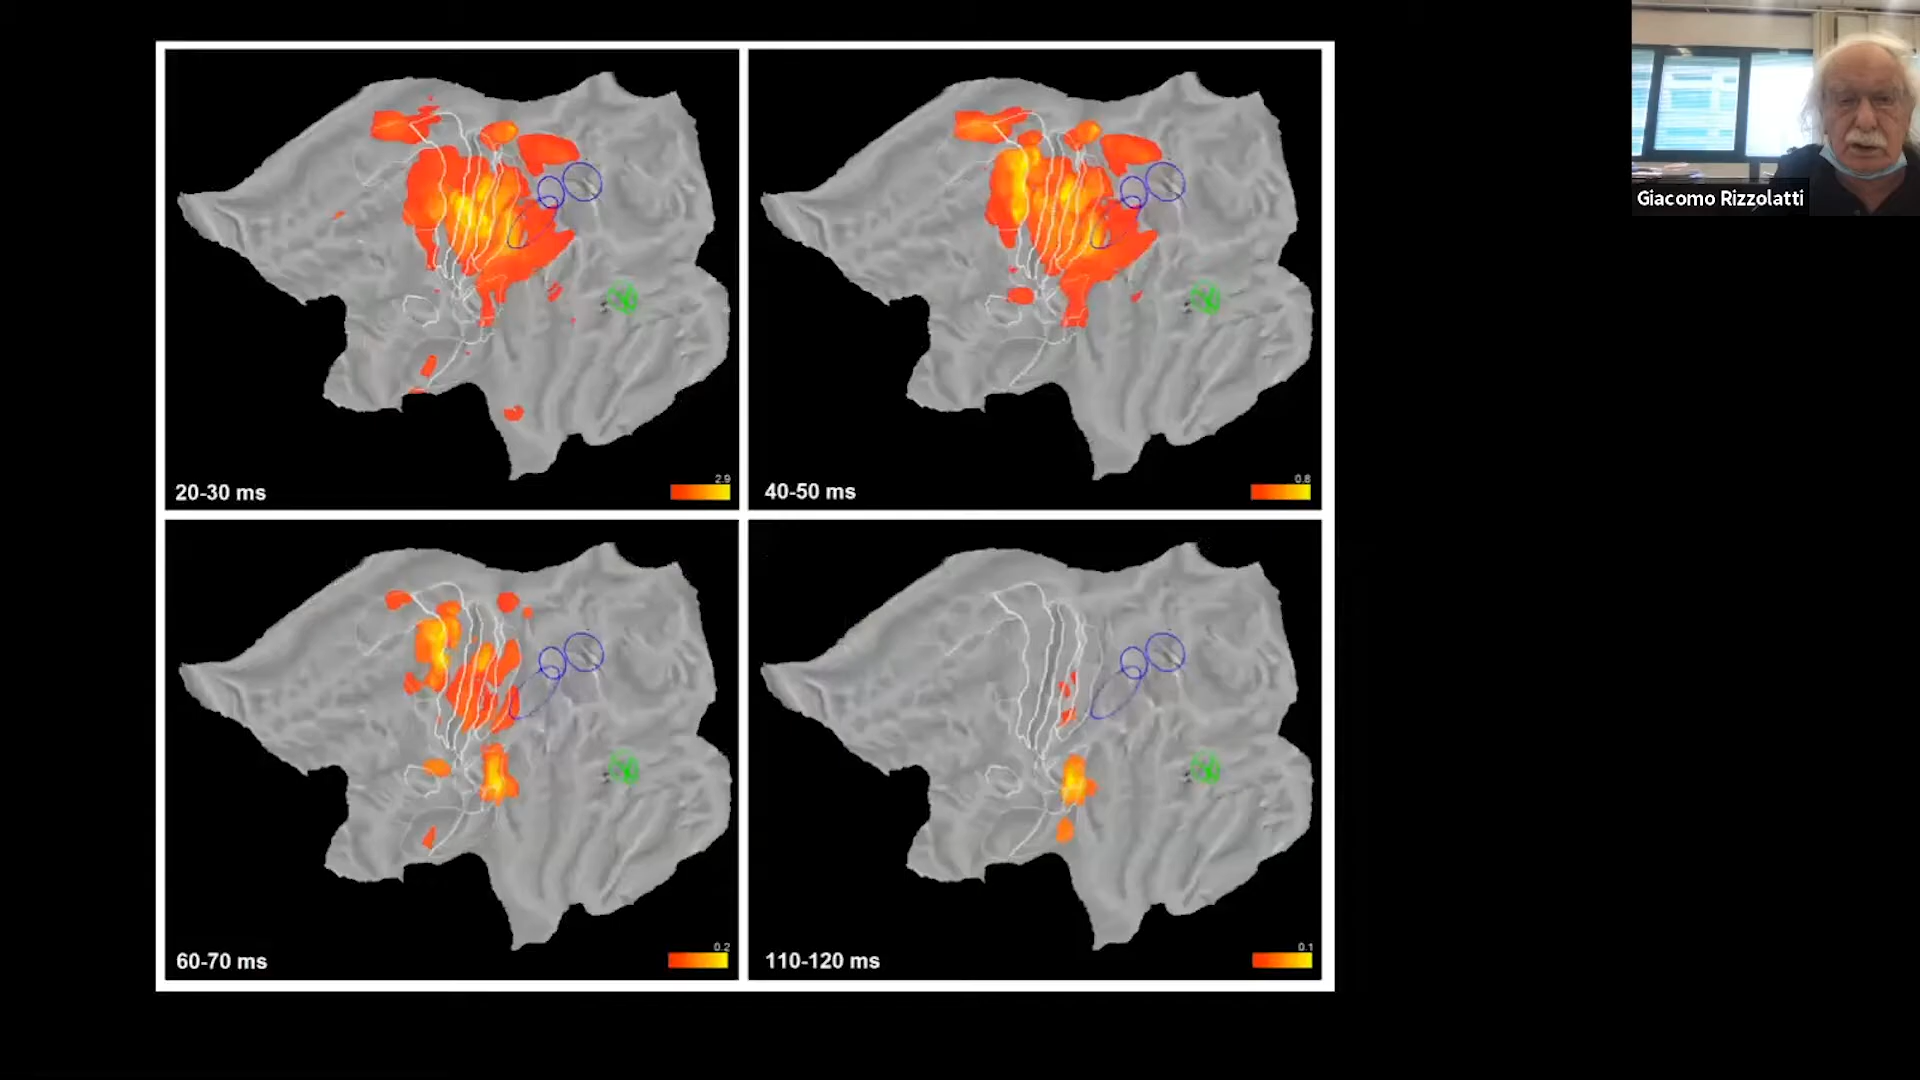 Giacomo Rizzolatti
2.9
20-30 ms
0.8
40-50 ms
0.2
60-70 ms
0.1
110-120 ms